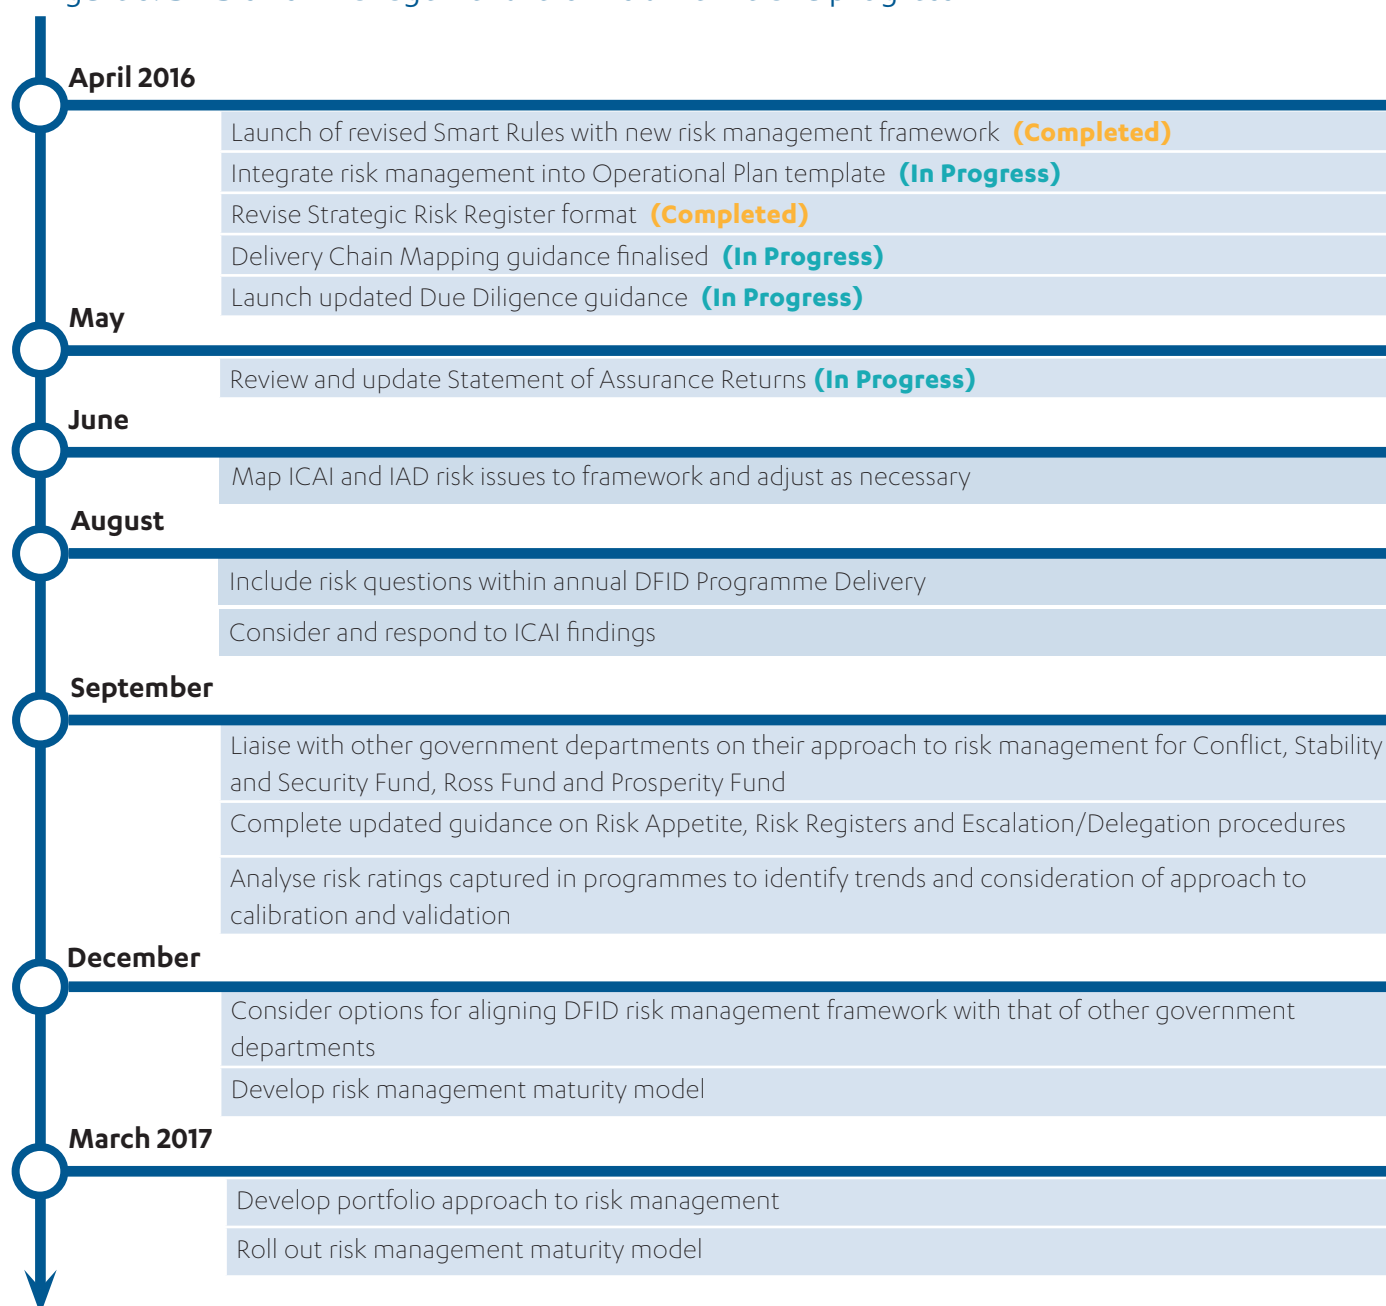 April 2016
Launch of revised Smart Rules with new risk management framework (Completed)
Integrate risk management into Operational Plan template (In Progress)
Revise Strategic Risk Register format (Completed)
Delivery Chain Mapping guidance finalised (In Progress)
Launch updated Due Diligence guidance (In Progress)
May
Review and update Statement of Assurance Returns (In Progress)
June
Map ICAI and IAD risk issues to framework and adjust as necessary
August
Include risk questions within annual DFID Programme Delivery
Consider and respond to ICAI findings
September
Liaise with other government departments on their approach to risk management for Conflict, Stability
and Security Fund, Ross Fund and Prosperity Fund
Complete updated guidance on Risk Appetite, Risk Registers and Escalation/Delegation procedures
Analyse risk ratings captured in programmes to identify trends and consideration of approach to
calibration and validation
December
Consider options for aligning DFID risk management framework with that of other government
departments
Develop risk management maturity model
March 2017
Develop portfolio approach to risk management
Roll out risk management maturity model